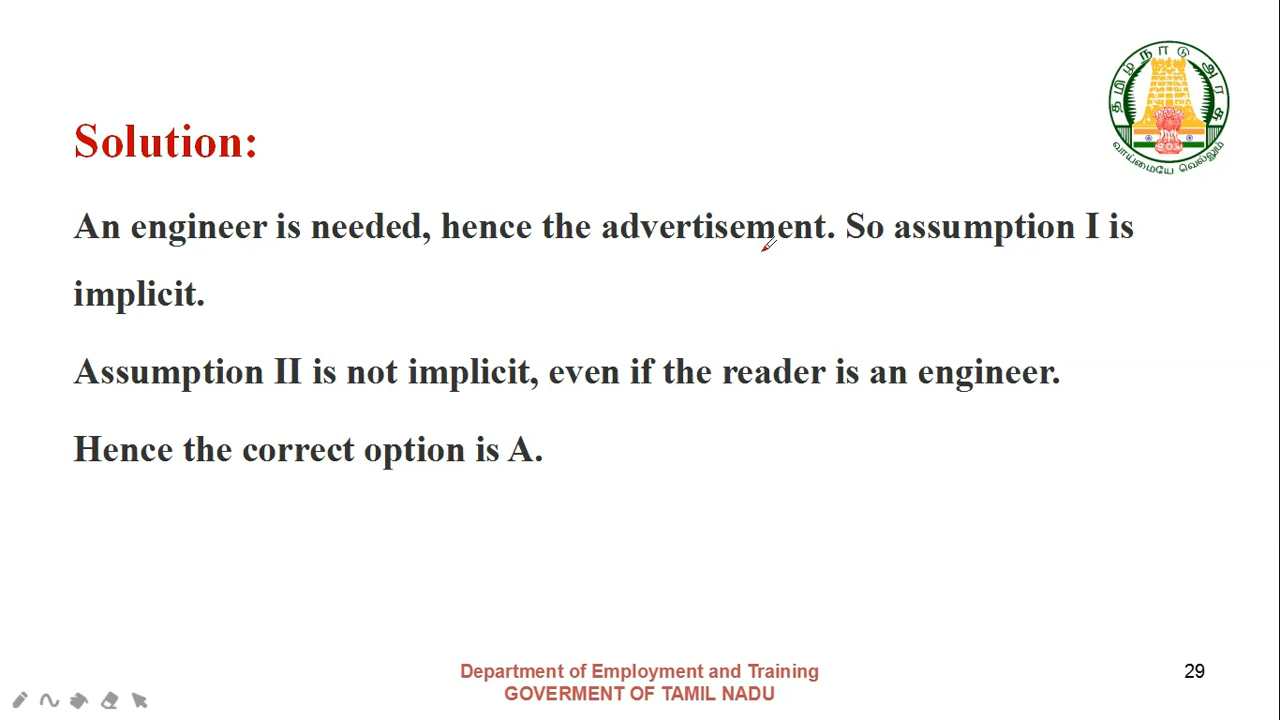 தமிழ்நாடு அரசு
வாய்மையே வெல்லும்
Solution:
An engineer is needed, hence the advertisement. So assumption I is
implicit.
Assumption II is not implicit, even if the reader is an engineer.
Hence the correct option is A.
Department of Employment and Training
GOVERMENT OF TAMIL NADU
29